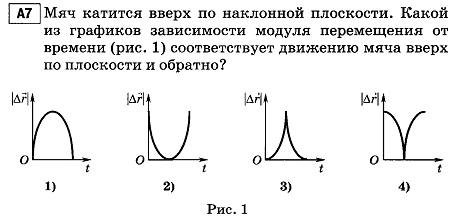 А7 Мяч катится вверх по наклонной плоскости. Какой
из графиков зависимости модуля перемещения от
времени (рис. 1) соответствует движению мяча вверх
по плоскости и обратно?
|Δr⃗| |Δr⃗| |Δr⃗| |Δr⃗|
O t O t O t O t
1) 2) 3) 4)
Рис. 1